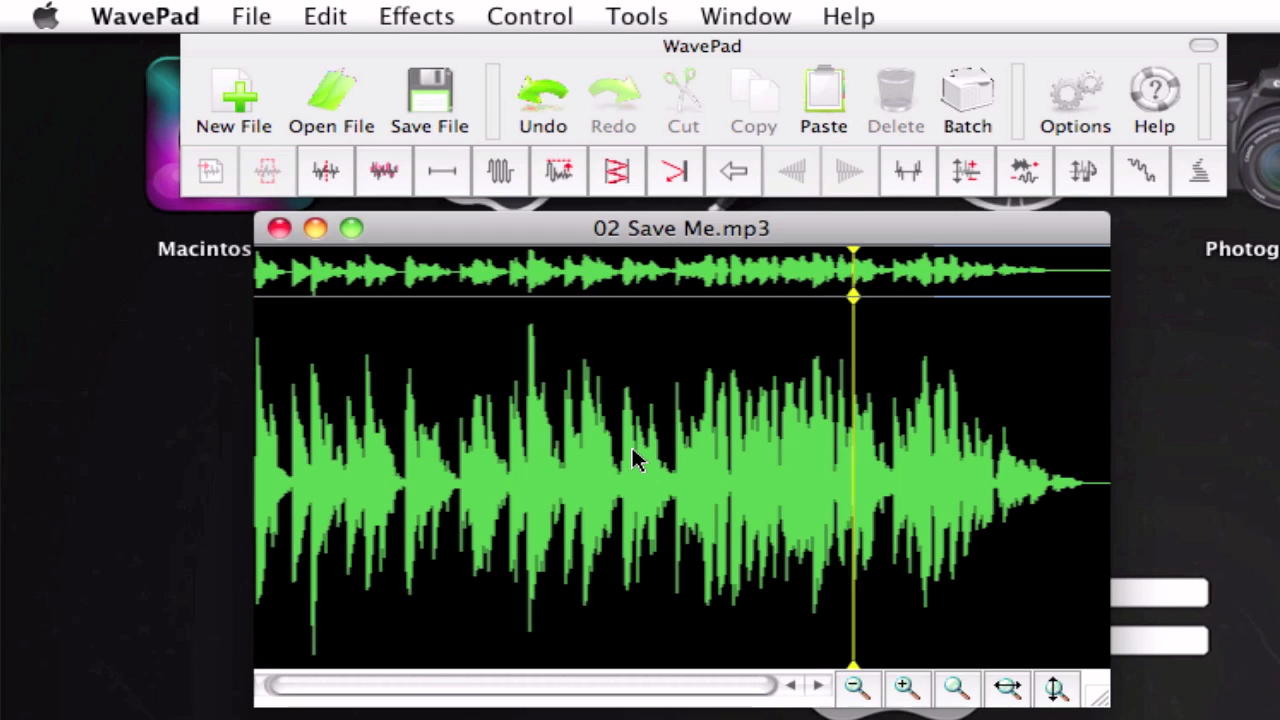 WavePad File Edit Effects Control Tools Window Help
WavePad
New File Open File Save File Undo Redo Cut Copy Paste Delete Batch Options Help
02 Save Me.mp3
Macintos
Photog